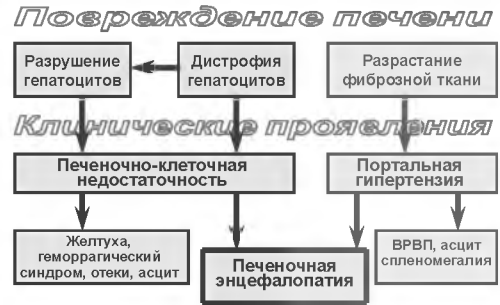 Повреждение печени
Разрушение
гепатоцитов
Дистрофия
гепатоцитов
Разрастание
фиброзной ткани
Клинические проявления
Печеночно-клеточная
недостаточность
Портальная
гипертензия
Желтуха,
геморрагический
синдром, отеки, асцит
Печеночная
энцефалопатия
ВРВП, асцит
спленомегалия